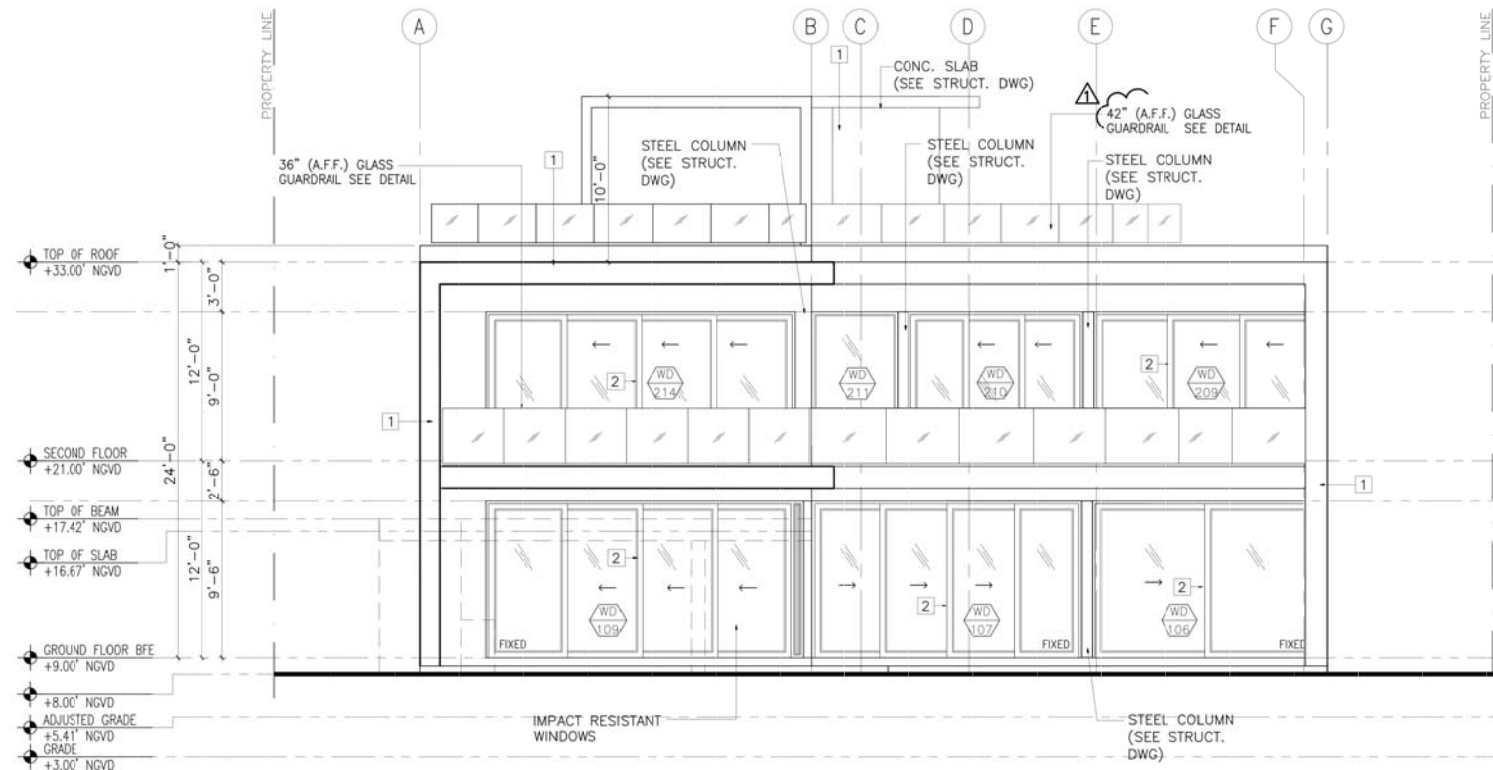 PROPERTY LINE
A
B
C
D
E
F
G
PROPERTY LINE
1
CONC. SLAB
(SEE STRUCT. DWG)
1
42" (A.F.F.) GLASS
GUARDRAIL SEE DETAIL
36" (A.F.F.) GLASS
GUARDRAIL SEE DETAIL
1
10'-0"
STEEL COLUMN
(SEE STRUCT.
DWG)
STEEL COLUMN
(SEE STRUCT.
DWG)
STEEL COLUMN
(SEE STRUCT.
DWG)
TOP OF ROOF
+33.00' NGVD
1'-0"
3'-0"
12'-0"
9'-0"
24'-0"
2
WD
214
WD
211
WD
210
2
WD
209
1
SECOND FLOOR
+21.00' NGVD
2'-6"
1
TOP OF BEAM
+17.42' NGVD
TOP OF SLAB
+16.67' NGVD
12'-0"
9'-6"
2
WD
109
FIXED
2
WD
107
FIXED
2
WD
106
FIXED
GROUND FLOOR BFE
+9.00' NGVD
+8.00' NGVD
ADJUSTED GRADE
+5.41' NGVD
GRADE
+3.00' NGVD
IMPACT RESISTANT
WINDOWS
STEEL COLUMN
(SEE STRUCT.
DWG)